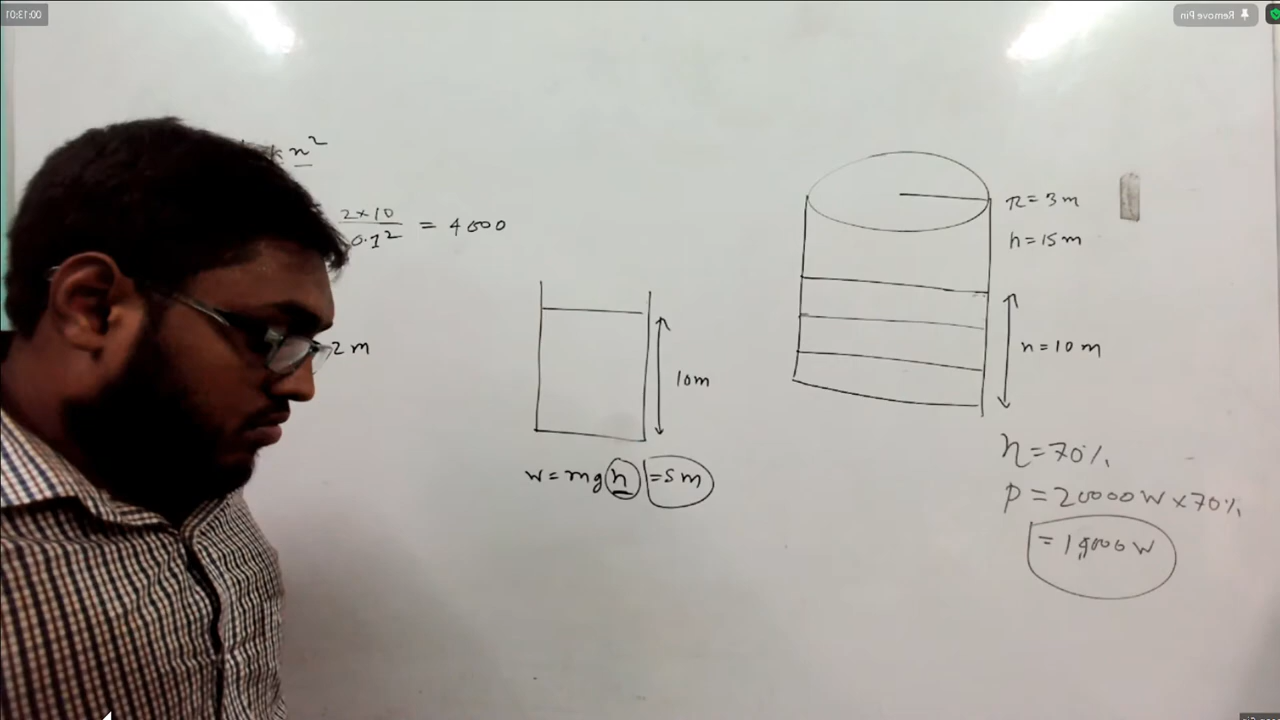 00:13:01
Remove Pin
n²
2×10 / 0.1² = 4000
2 m
10m
w = mg h = 5 m
r = 3 m
h = 15 m
h = 10 m
η = 70%
P = 20000 W × 70%
= 14000 W